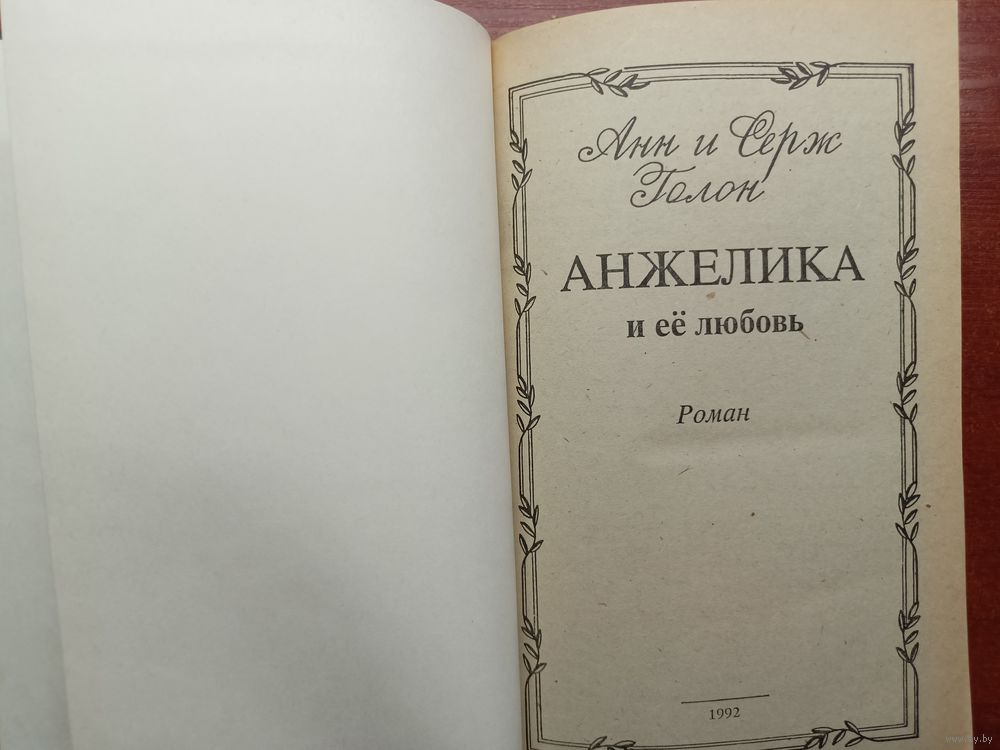 Анн и Серж
Голон
АНЖЕЛИКА
и её любовь
Роман
1992